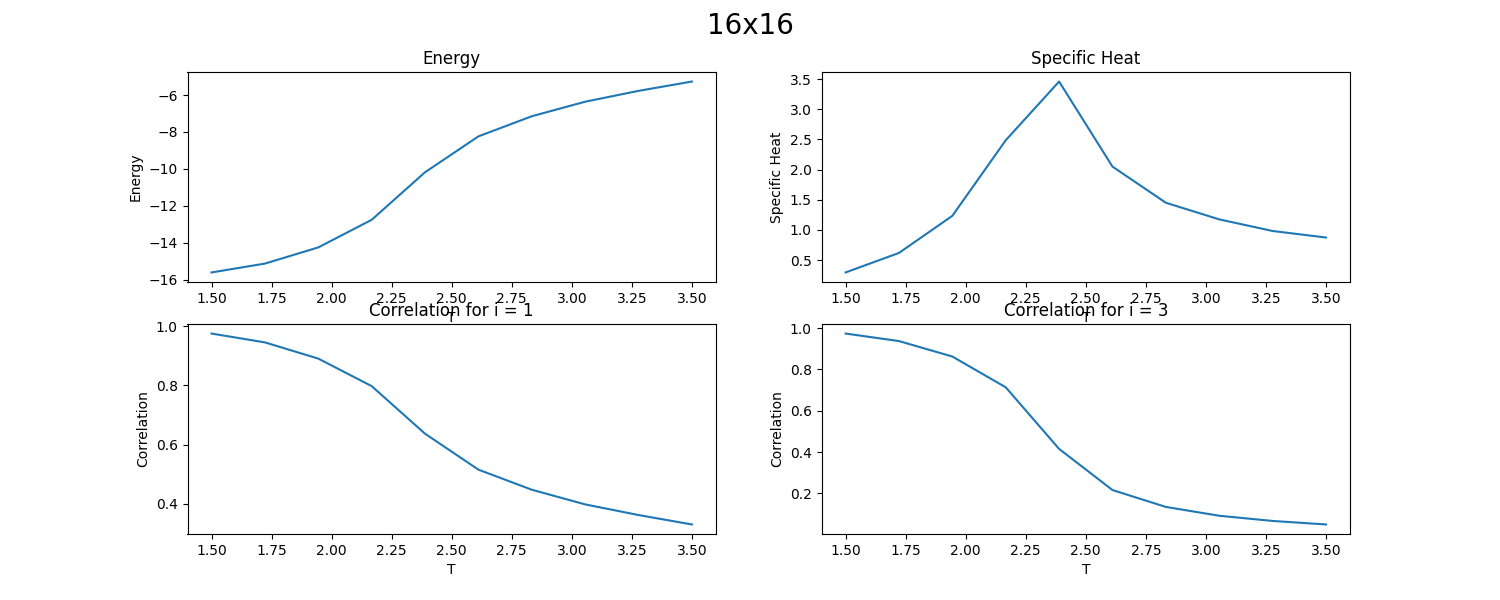 16x16
Energy
Energy
−6
−8
−10
−12
−14
−16
1.50 1.75 2.00 2.25 2.50 2.75 3.00 3.25 3.50
T
Specific Heat
Specific Heat
3.5
3.0
2.5
2.0
1.5
1.0
0.5
1.50 1.75 2.00 2.25 2.50 2.75 3.00 3.25 3.50
T
Correlation for i = 1
Correlation
1.0
0.8
0.6
0.4
1.50 1.75 2.00 2.25 2.50 2.75 3.00 3.25 3.50
T
Correlation for i = 3
Correlation
1.0
0.8
0.6
0.4
0.2
1.50 1.75 2.00 2.25 2.50 2.75 3.00 3.25 3.50
T